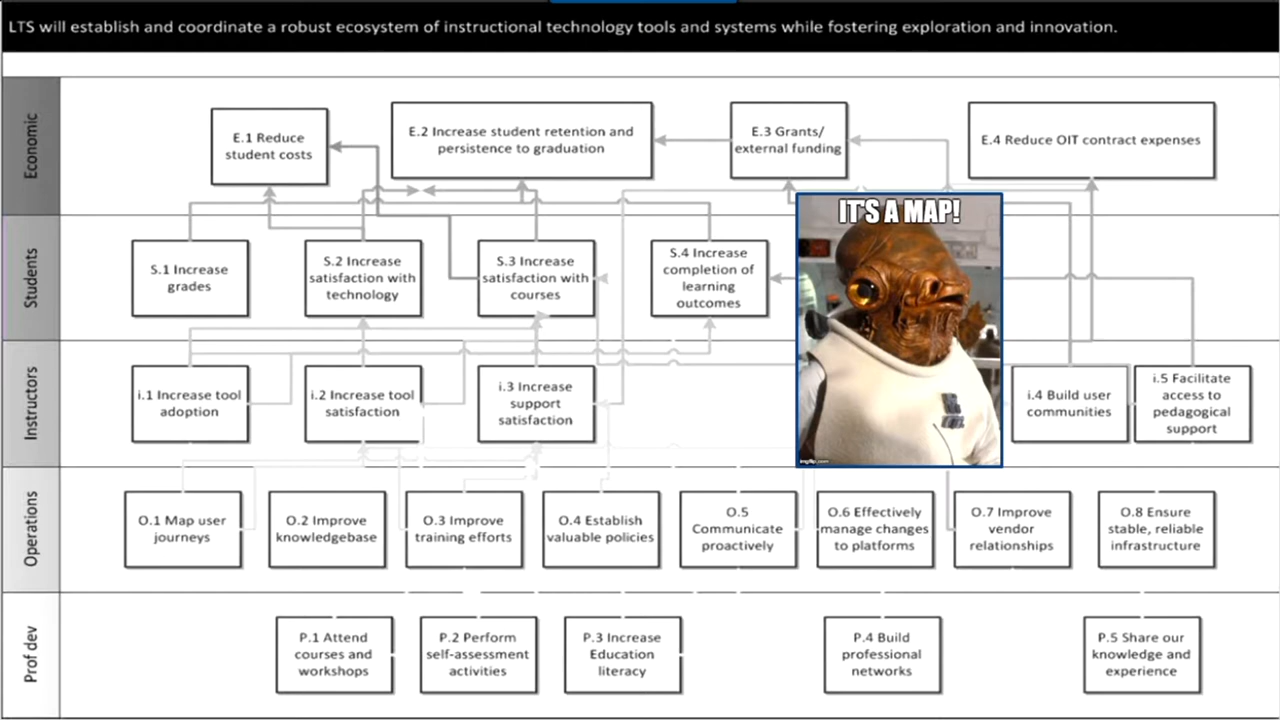 LTS will establish and coordinate a robust ecosystem of instructional technology tools and systems while fostering exploration and innovation.
Economic
E.1 Reduce
student costs
E.2 Increase student retention and
persistence to graduation
E.3 Grants/
external funding
E.4 Reduce OIT contract expenses
IT'S A MAP!
imgflip.com
Students
S.1 Increase
grades
S.2 Increase
satisfaction with
technology
S.3 Increase
satisfaction with
courses
S.4 Increase
completion of
learning
outcomes
Instructors
i.1 Increase tool
adoption
i.2 Increase tool
satisfaction
i.3 Increase
support
satisfaction
i.4 Build user
communities
i.5 Facilitate
access to
pedagogical
support
Operations
O.1 Map user
journeys
O.2 Improve
knowledgebase
O.3 Improve
training efforts
O.4 Establish
valuable policies
O.5
Communicate
proactively
O.6 Effectively
manage changes
to platforms
O.7 Improve
vendor
relationships
O.8 Ensure
stable, reliable
infrastructure
Prof dev
P.1 Attend
courses and
workshops
P.2 Perform
self-assessment
activities
P.3 Increase
Education
literacy
P.4 Build
professional
networks
P.5 Share our
knowledge and
experience